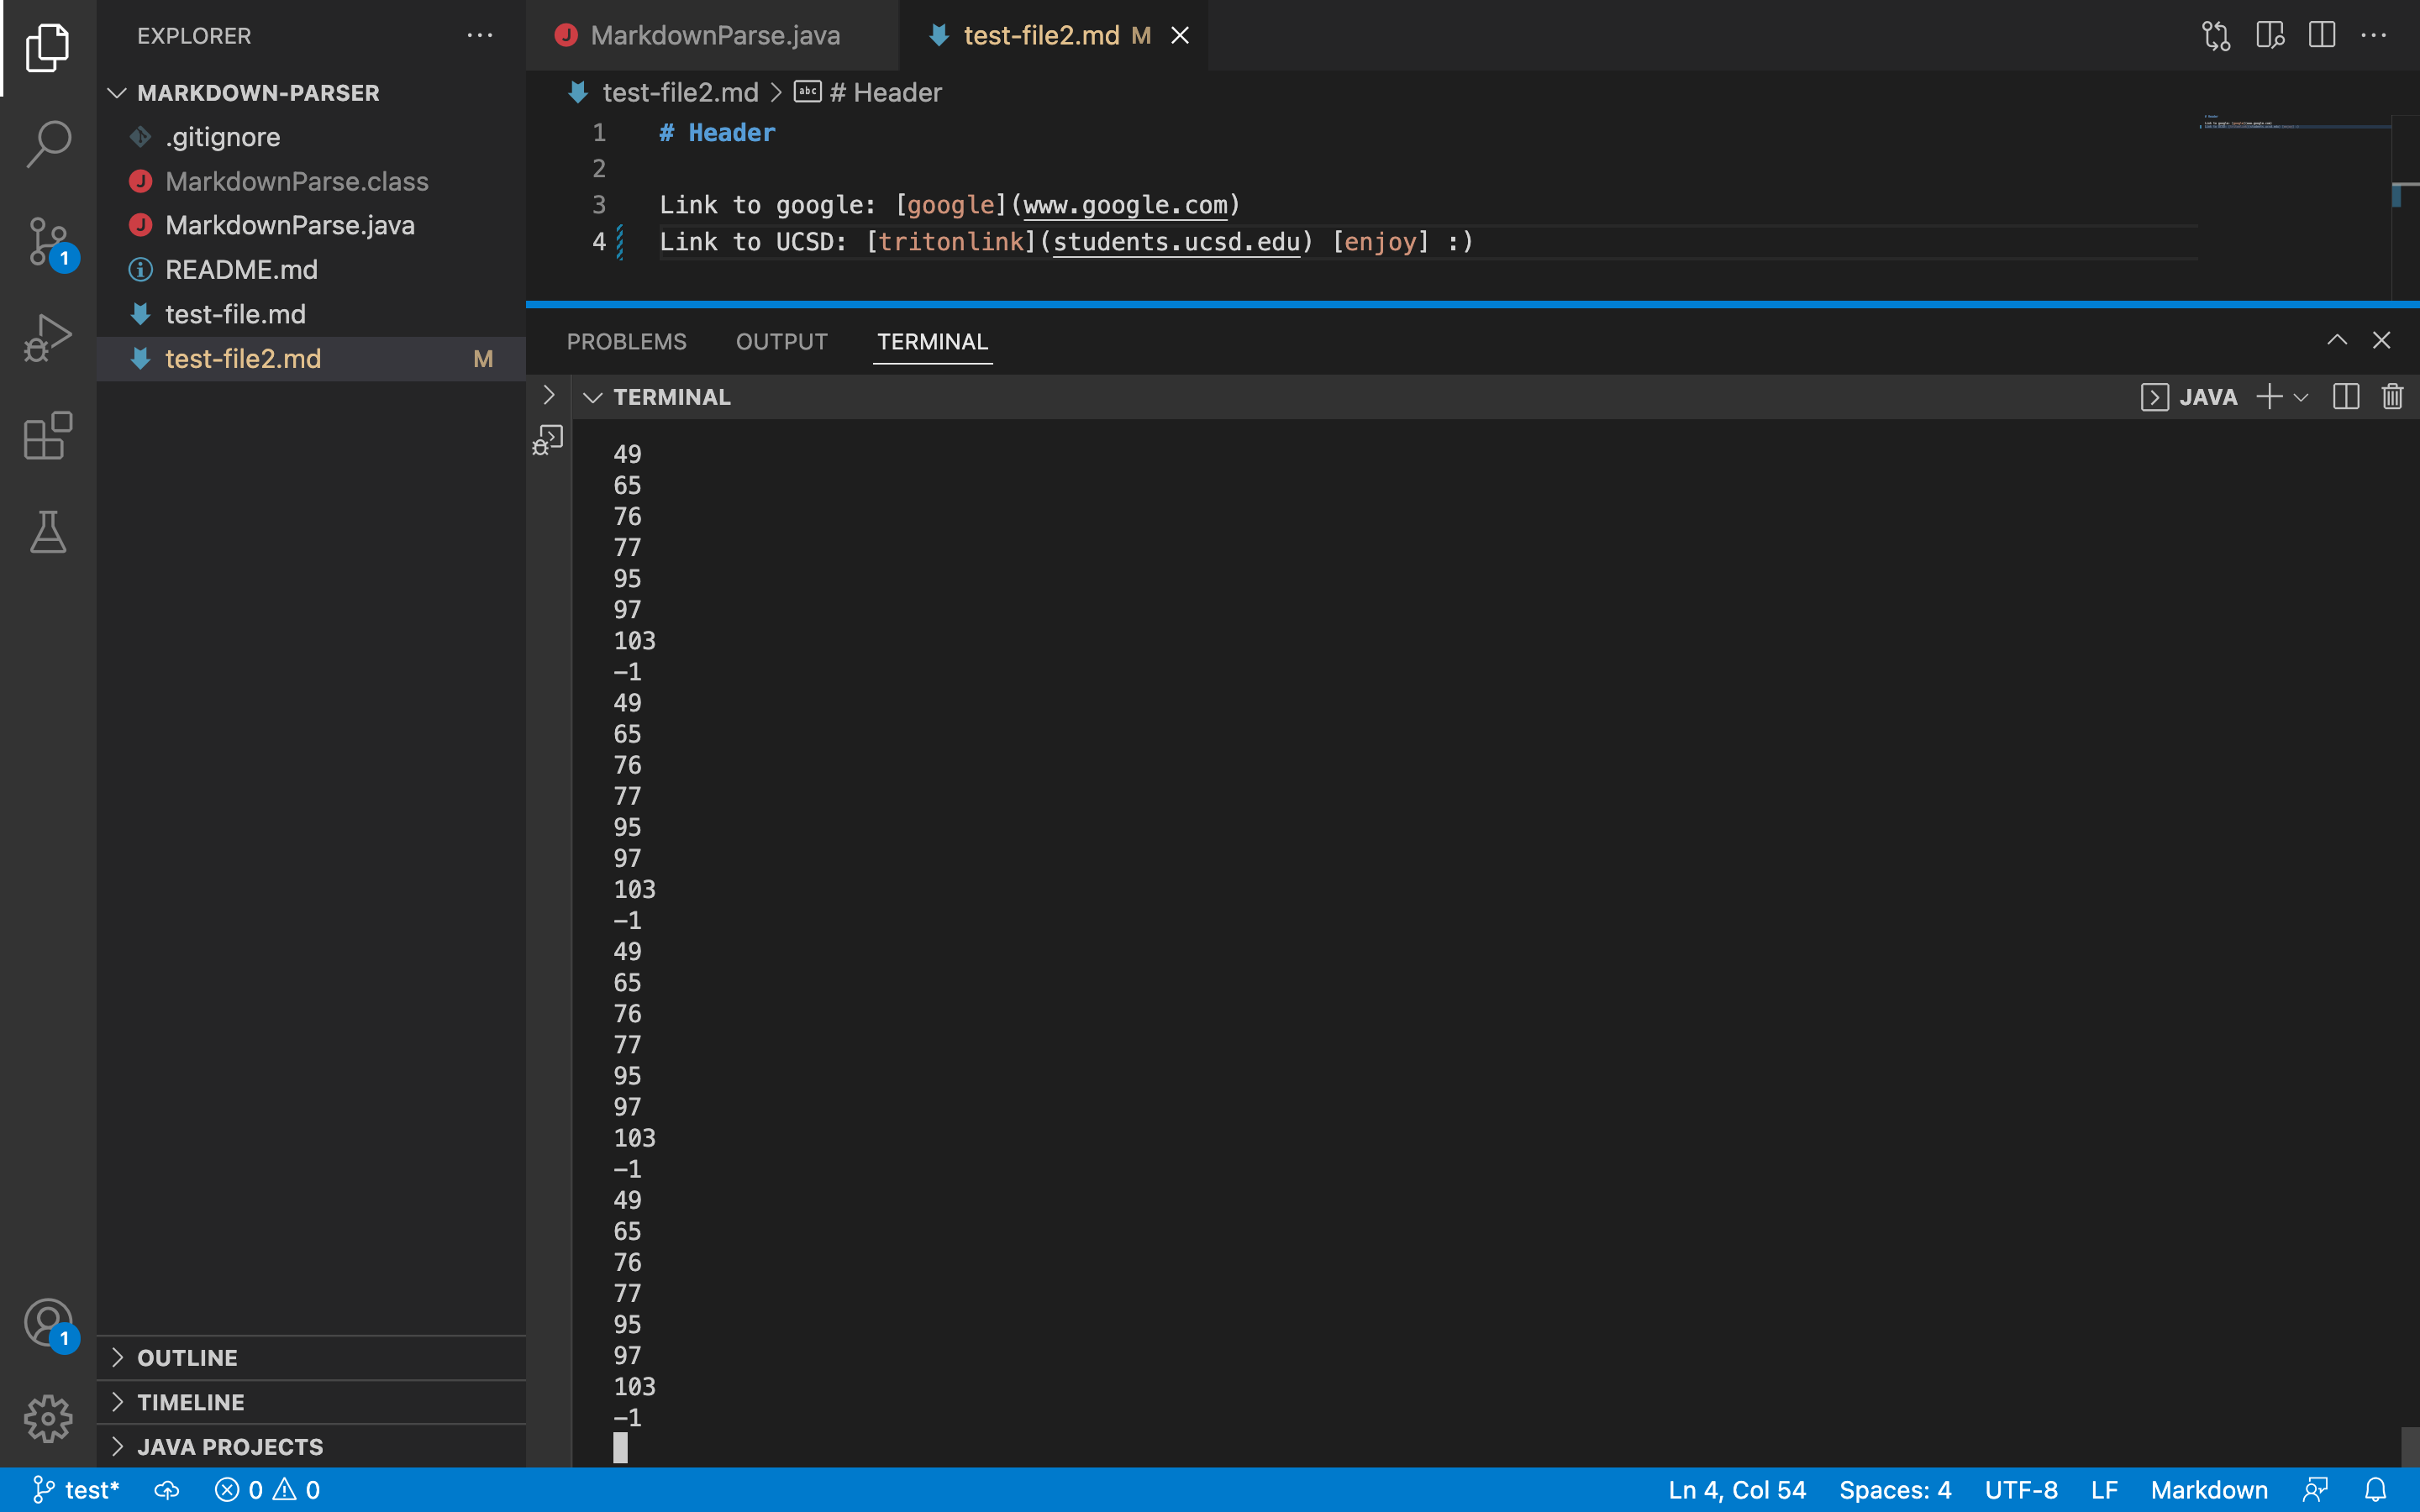 EXPLORER
MARKDOWN-PARSER
.gitignore
J MarkdownParse.class
J MarkdownParse.java
README.md
test-file.md
test-file2.md M
1
1
OUTLINE
TIMELINE
JAVA PROJECTS
J MarkdownParse.java
test-file2.md M
test-file2.md > abc # Header
1 # Header
2
3 Link to google: [google](www.google.com)
4 Link to UCSD: [tritonlink](students.ucsd.edu) [enjoy] :)
PROBLEMS OUTPUT TERMINAL
TERMINAL
JAVA
49
65
76
77
95
97
103
-1
49
65
76
77
95
97
103
-1
49
65
76
77
95
97
103
-1
49
65
76
77
95
97
103
-1
test* 0 0
Ln 4, Col 54 Spaces: 4 UTF-8 LF Markdown